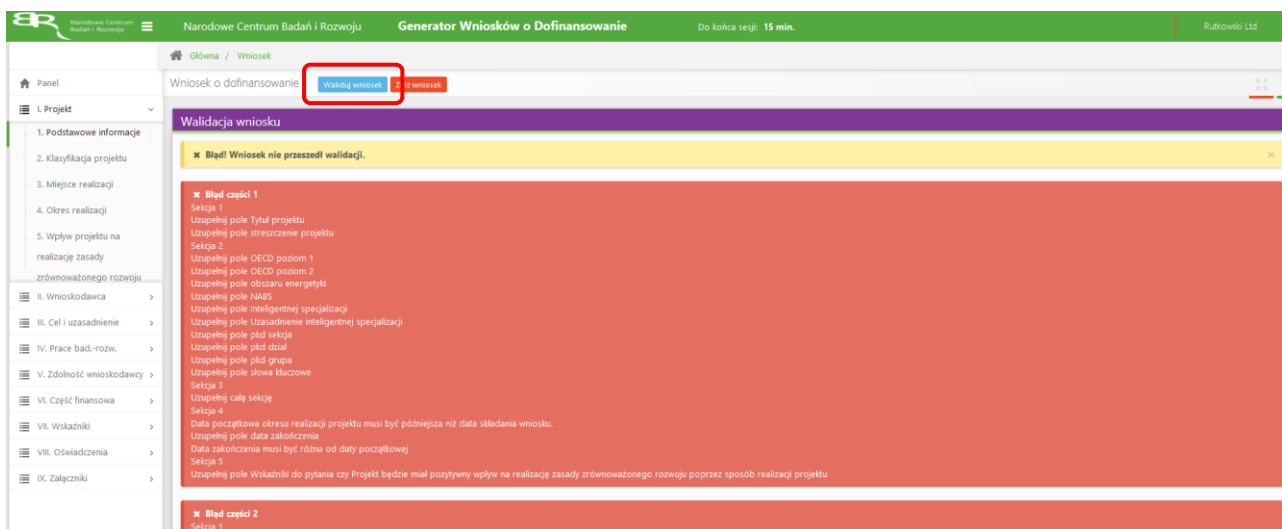 Narodowe Centrum
Badań i Rozwoju
Narodowe Centrum Badań i Rozwoju
Generator Wniosków o Dofinansowanie
Do końca sesji: 15 min.
Rutkowski Ltd
Główna / Wniosek
Panel
I. Projekt
1. Podstawowe informacje
2. Klasyfikacja projektu
3. Miejsce realizacji
4. Okres realizacji
5. Wpływ projektu na
realizację zasady
zrównoważonego rozwoju
II. Wnioskodawca
III. Cel i uzasadnienie
IV. Prace bad.-rozw.
V. Zdolność wnioskodawcy
VI. Część finansowa
VII. Wskaźniki
VIII. Oświadczenia
IX. Załączniki
Wniosek o dofinansowanie
Waliduj wniosek
Złóż wniosek
Walidacja wniosku
Błąd! Wniosek nie przeszedł walidacji.
Błąd części 1
Sekcja 1
Uzupełnij pole Tytuł projektu
Uzupełnij pole streszczenie projektu
Sekcja 2
Uzupełnij pole OECD poziom 1
Uzupełnij pole OECD poziom 2
Uzupełnij pole obszaru energetyki
Uzupełnij pole NABS
Uzupełnij pole Inteligentnej specjalizacji
Uzupełnij pole Uzasadnienie inteligentnej specjalizacji
Uzupełnij pole pkd sekcja
Uzupełnij pole pkd dział
Uzupełnij pole pkd grupa
Uzupełnij pole słowa kluczowe
Sekcja 3
Uzupełnij całą sekcję
Sekcja 4
Data początkowa okresu realizacji projektu musi być późniejsza niż data składania wniosku.
Uzupełnij pole data zakończenia
Data zakończenia musi być różna od daty początkowej
Sekcja 5
Uzupełnij pole Wskaźniki do pytania czy Projekt będzie miał pozytywny wpływ na realizację zasady zrównoważonego rozwoju poprzez sposób realizacji projektu
Błąd części 2
Sekcja 1